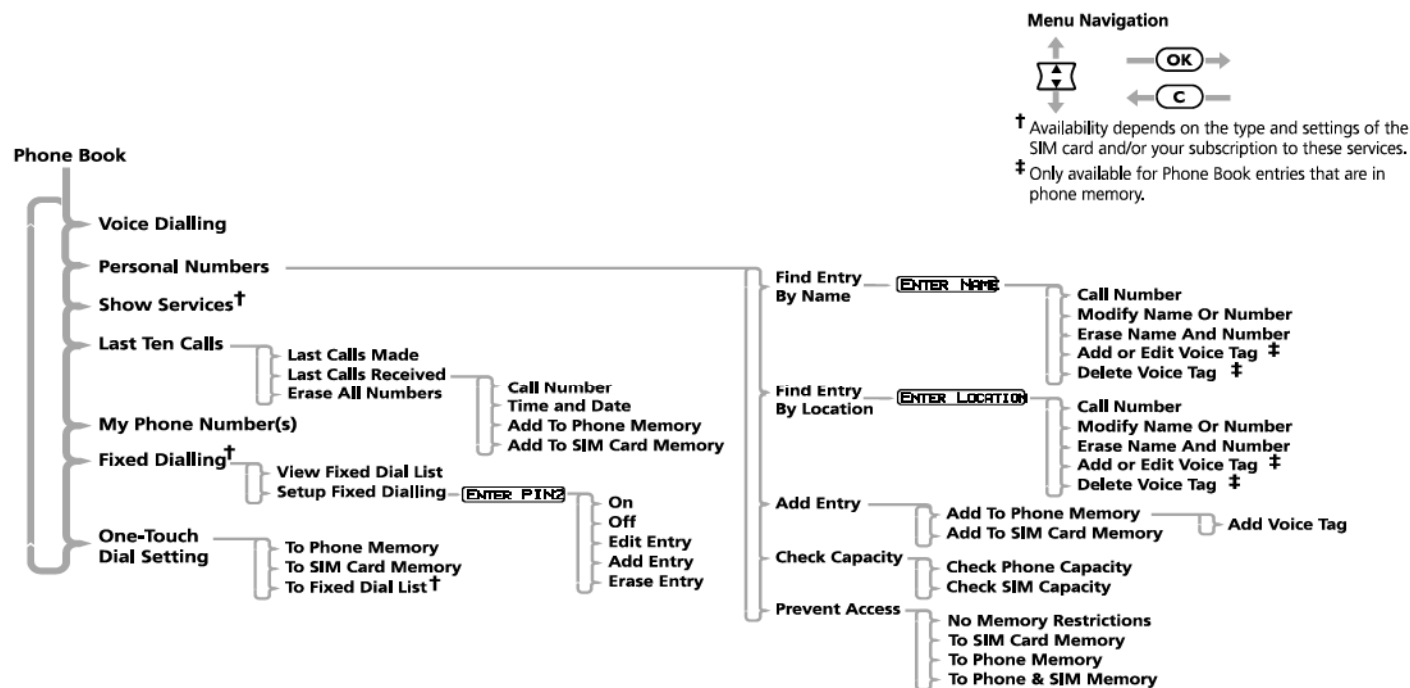 Menu Navigation
OK
C
† Availability depends on the type and settings of the
SIM card and/or your subscription to these services.
‡ Only available for Phone Book entries that are in
phone memory.
Phone Book
Voice Dialling
Personal Numbers
Show Services†
Last Ten Calls
Last Calls Made
Last Calls Received
Erase All Numbers
Call Number
Time and Date
Add To Phone Memory
Add To SIM Card Memory
My Phone Number(s)
Fixed Dialling†
View Fixed Dial List
Setup Fixed Dialling
ENTER PIN2
On
Off
Edit Entry
Add Entry
Erase Entry
One-Touch
Dial Setting
To Phone Memory
To SIM Card Memory
To Fixed Dial List†
Find Entry
By Name
ENTER NAME
Call Number
Modify Name Or Number
Erase Name And Number
Add or Edit Voice Tag ‡
Delete Voice Tag ‡
Find Entry
By Location
ENTER LOCATION
Call Number
Modify Name Or Number
Erase Name And Number
Add or Edit Voice Tag ‡
Delete Voice Tag ‡
Add Entry
Add To Phone Memory
Add To SIM Card Memory
Add Voice Tag
Check Capacity
Check Phone Capacity
Check SIM Capacity
Prevent Access
No Memory Restrictions
To SIM Card Memory
To Phone Memory
To Phone & SIM Memory